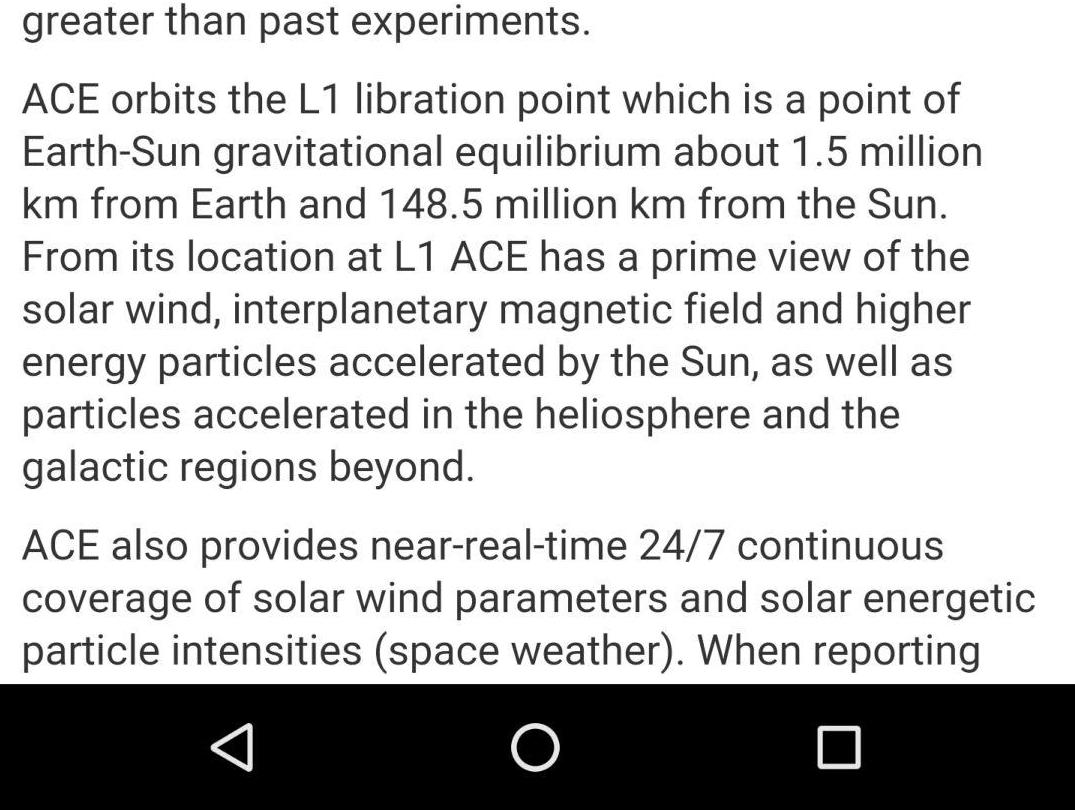 greater than past experiments.
ACE orbits the L1 libration point which is a point of
Earth-Sun gravitational equilibrium about 1.5 million
km from Earth and 148.5 million km from the Sun.
From its location at L1 ACE has a prime view of the
solar wind, interplanetary magnetic field and higher
energy particles accelerated by the Sun, as well as
particles accelerated in the heliosphere and the
galactic regions beyond.
ACE also provides near-real-time 24/7 continuous
coverage of solar wind parameters and solar energetic
particle intensities (space weather). When reporting